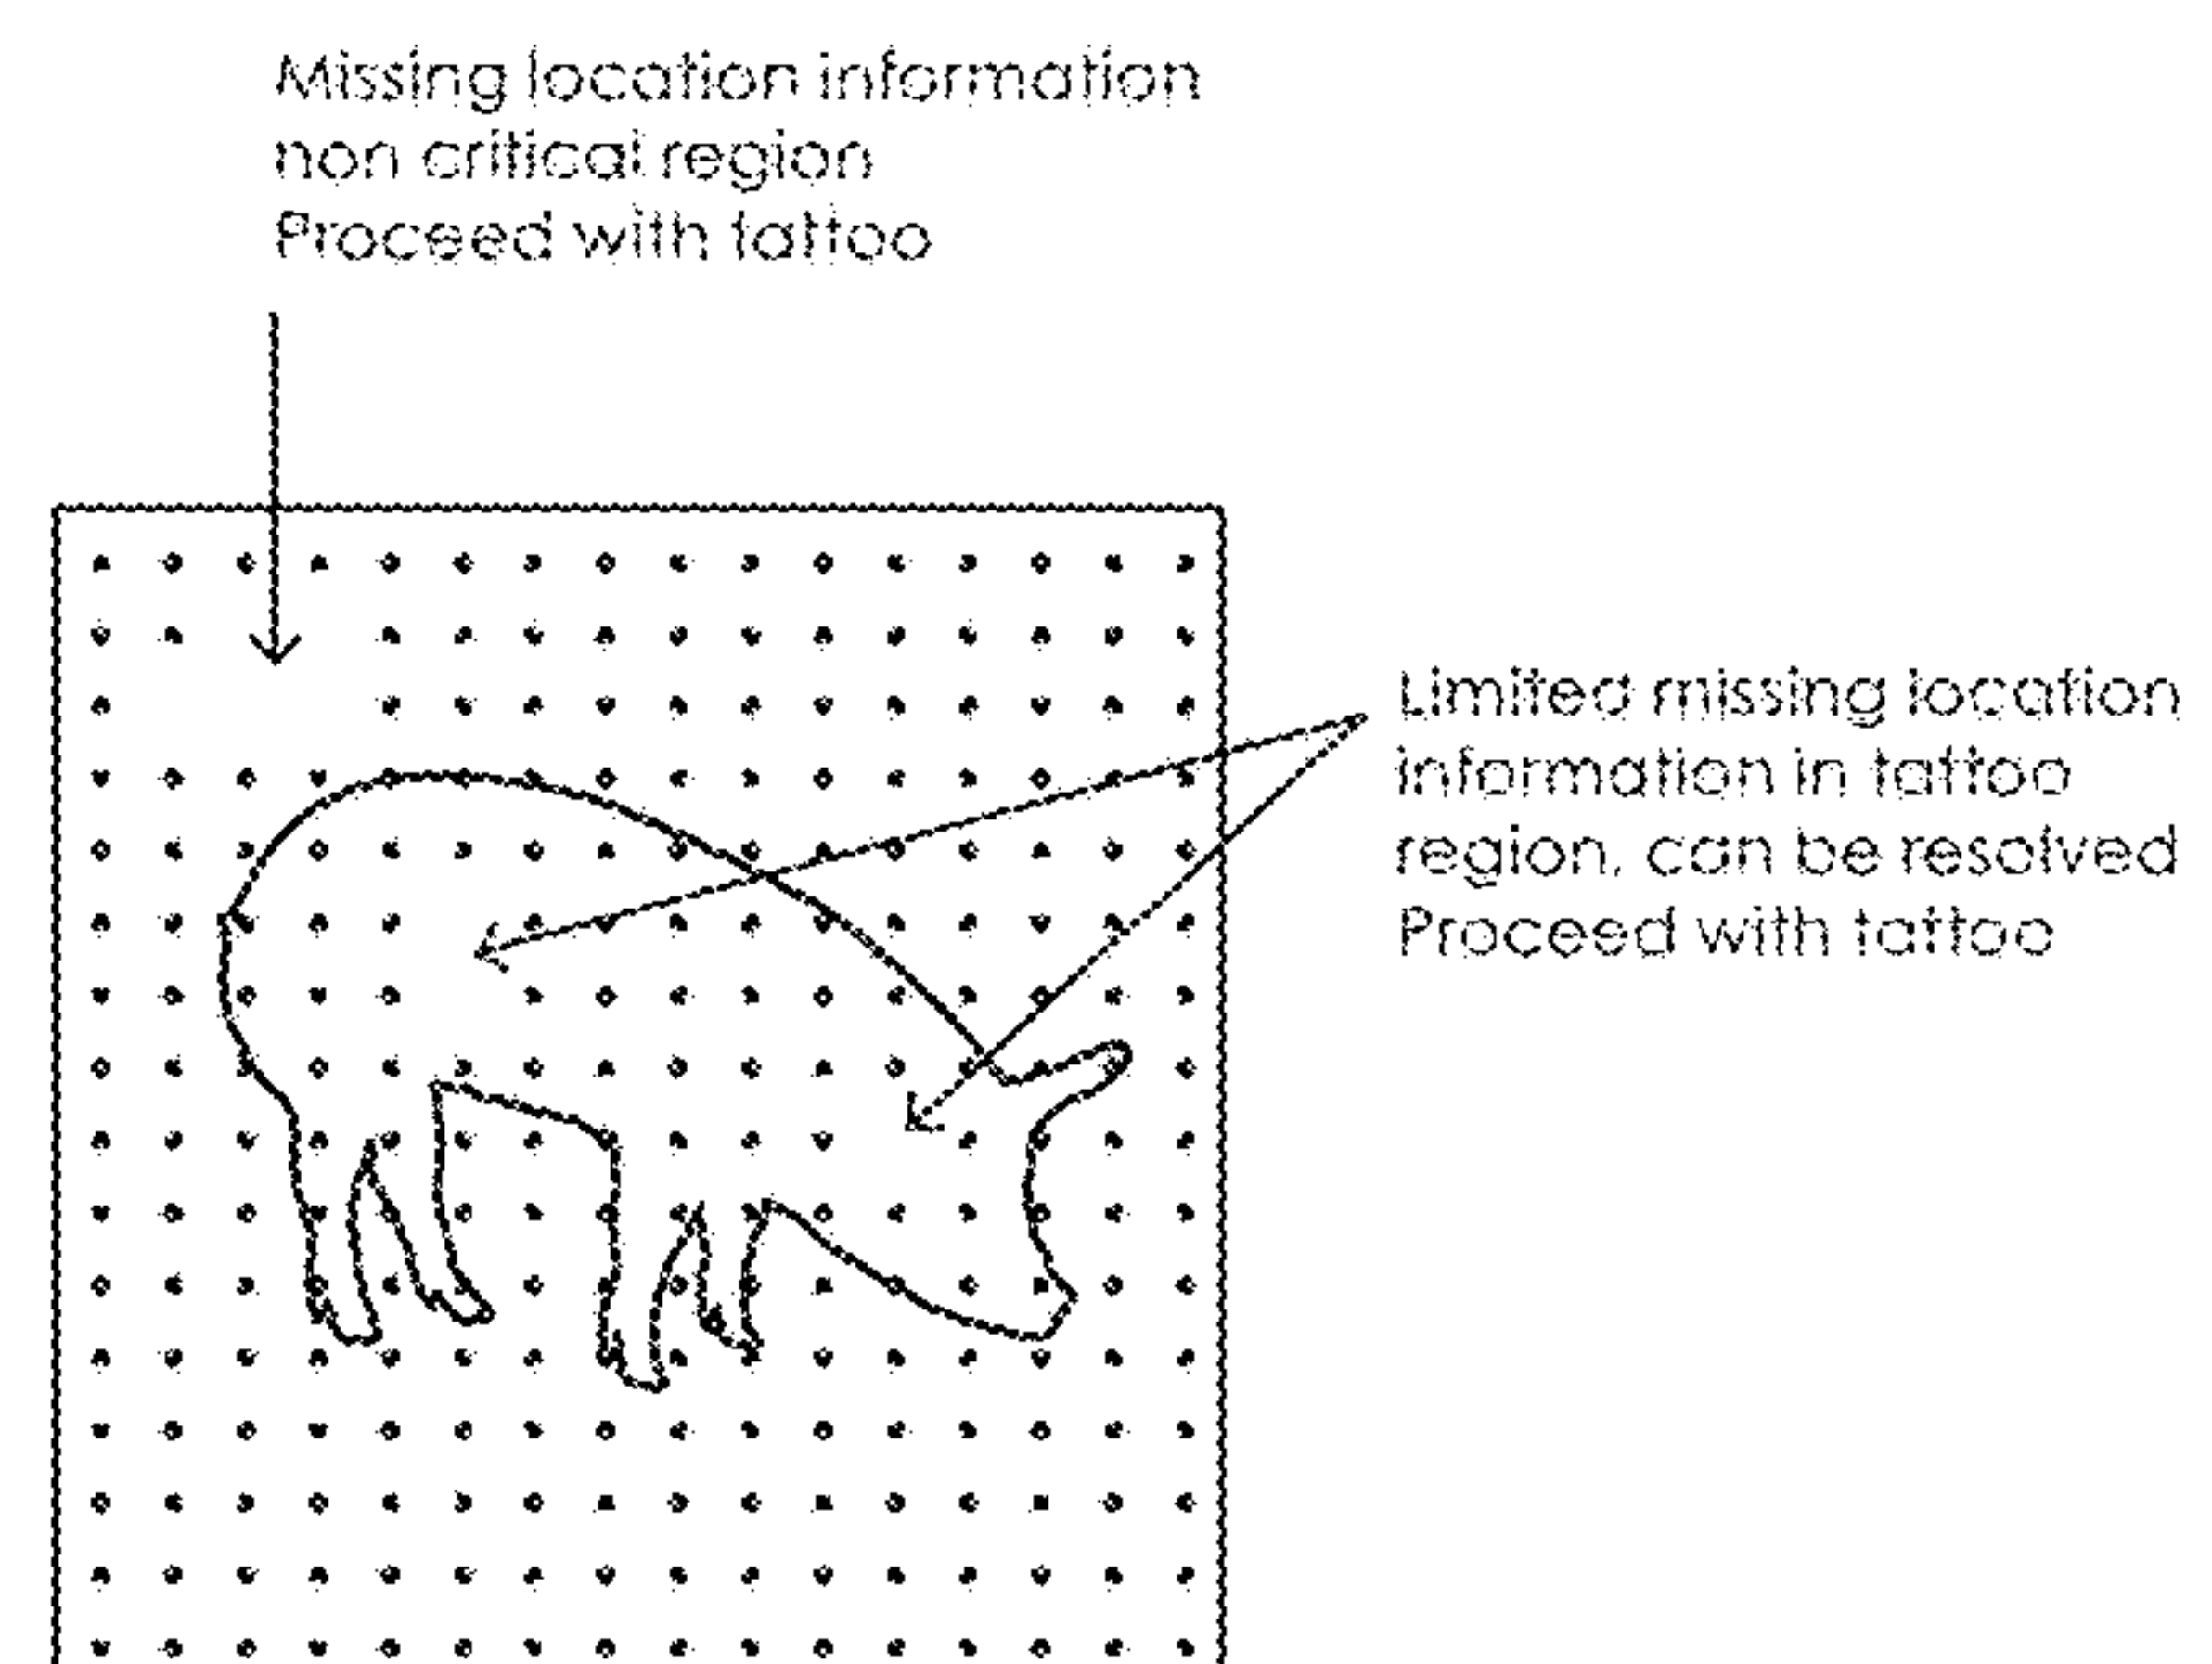 Missing location information
non critical region
Proceed with tattoo
Limited missing location
information in tattoo
region, can be resolved
Proceed with tattoo